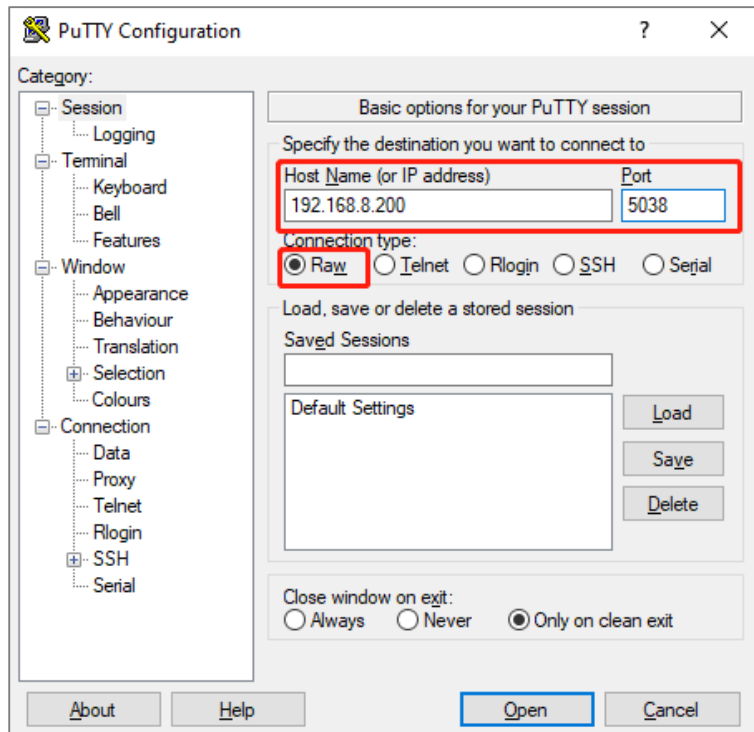 PuTTY Configuration ?
Category:
Session
Logging
Terminal
Keyboard
Bell
Features
Window
Appearance
Behaviour
Translation
Selection
Colours
Connection
Data
Proxy
Telnet
Rlogin
SSH
Serial
Basic options for your PuTTY session
Specify the destination you want to connect to
Host Name (or IP address) Port
192.168.8.200 5038
Connection type:
Raw Telnet Rlogin SSH Serial
Load, save or delete a stored session
Saved Sessions
Default Settings
Load
Save
Delete
Close window on exit:
Always Never Only on clean exit
About Help Open Cancel